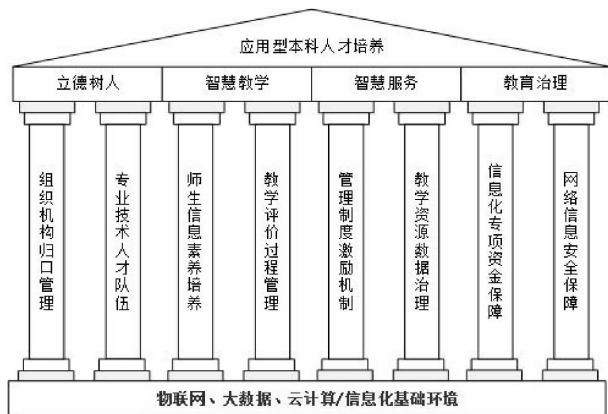 应用型本科人才培养
立德树人
智慧教学
智慧服务
教育治理
组织机构归口管理
专业技术人才队伍
师生信息素养培养
教学评价过程管理
管理制度激励机制
教学资源数据治理
信息化专项资金保障
网络信息安全保障
物联网、大数据、云计算/信息化基础环境